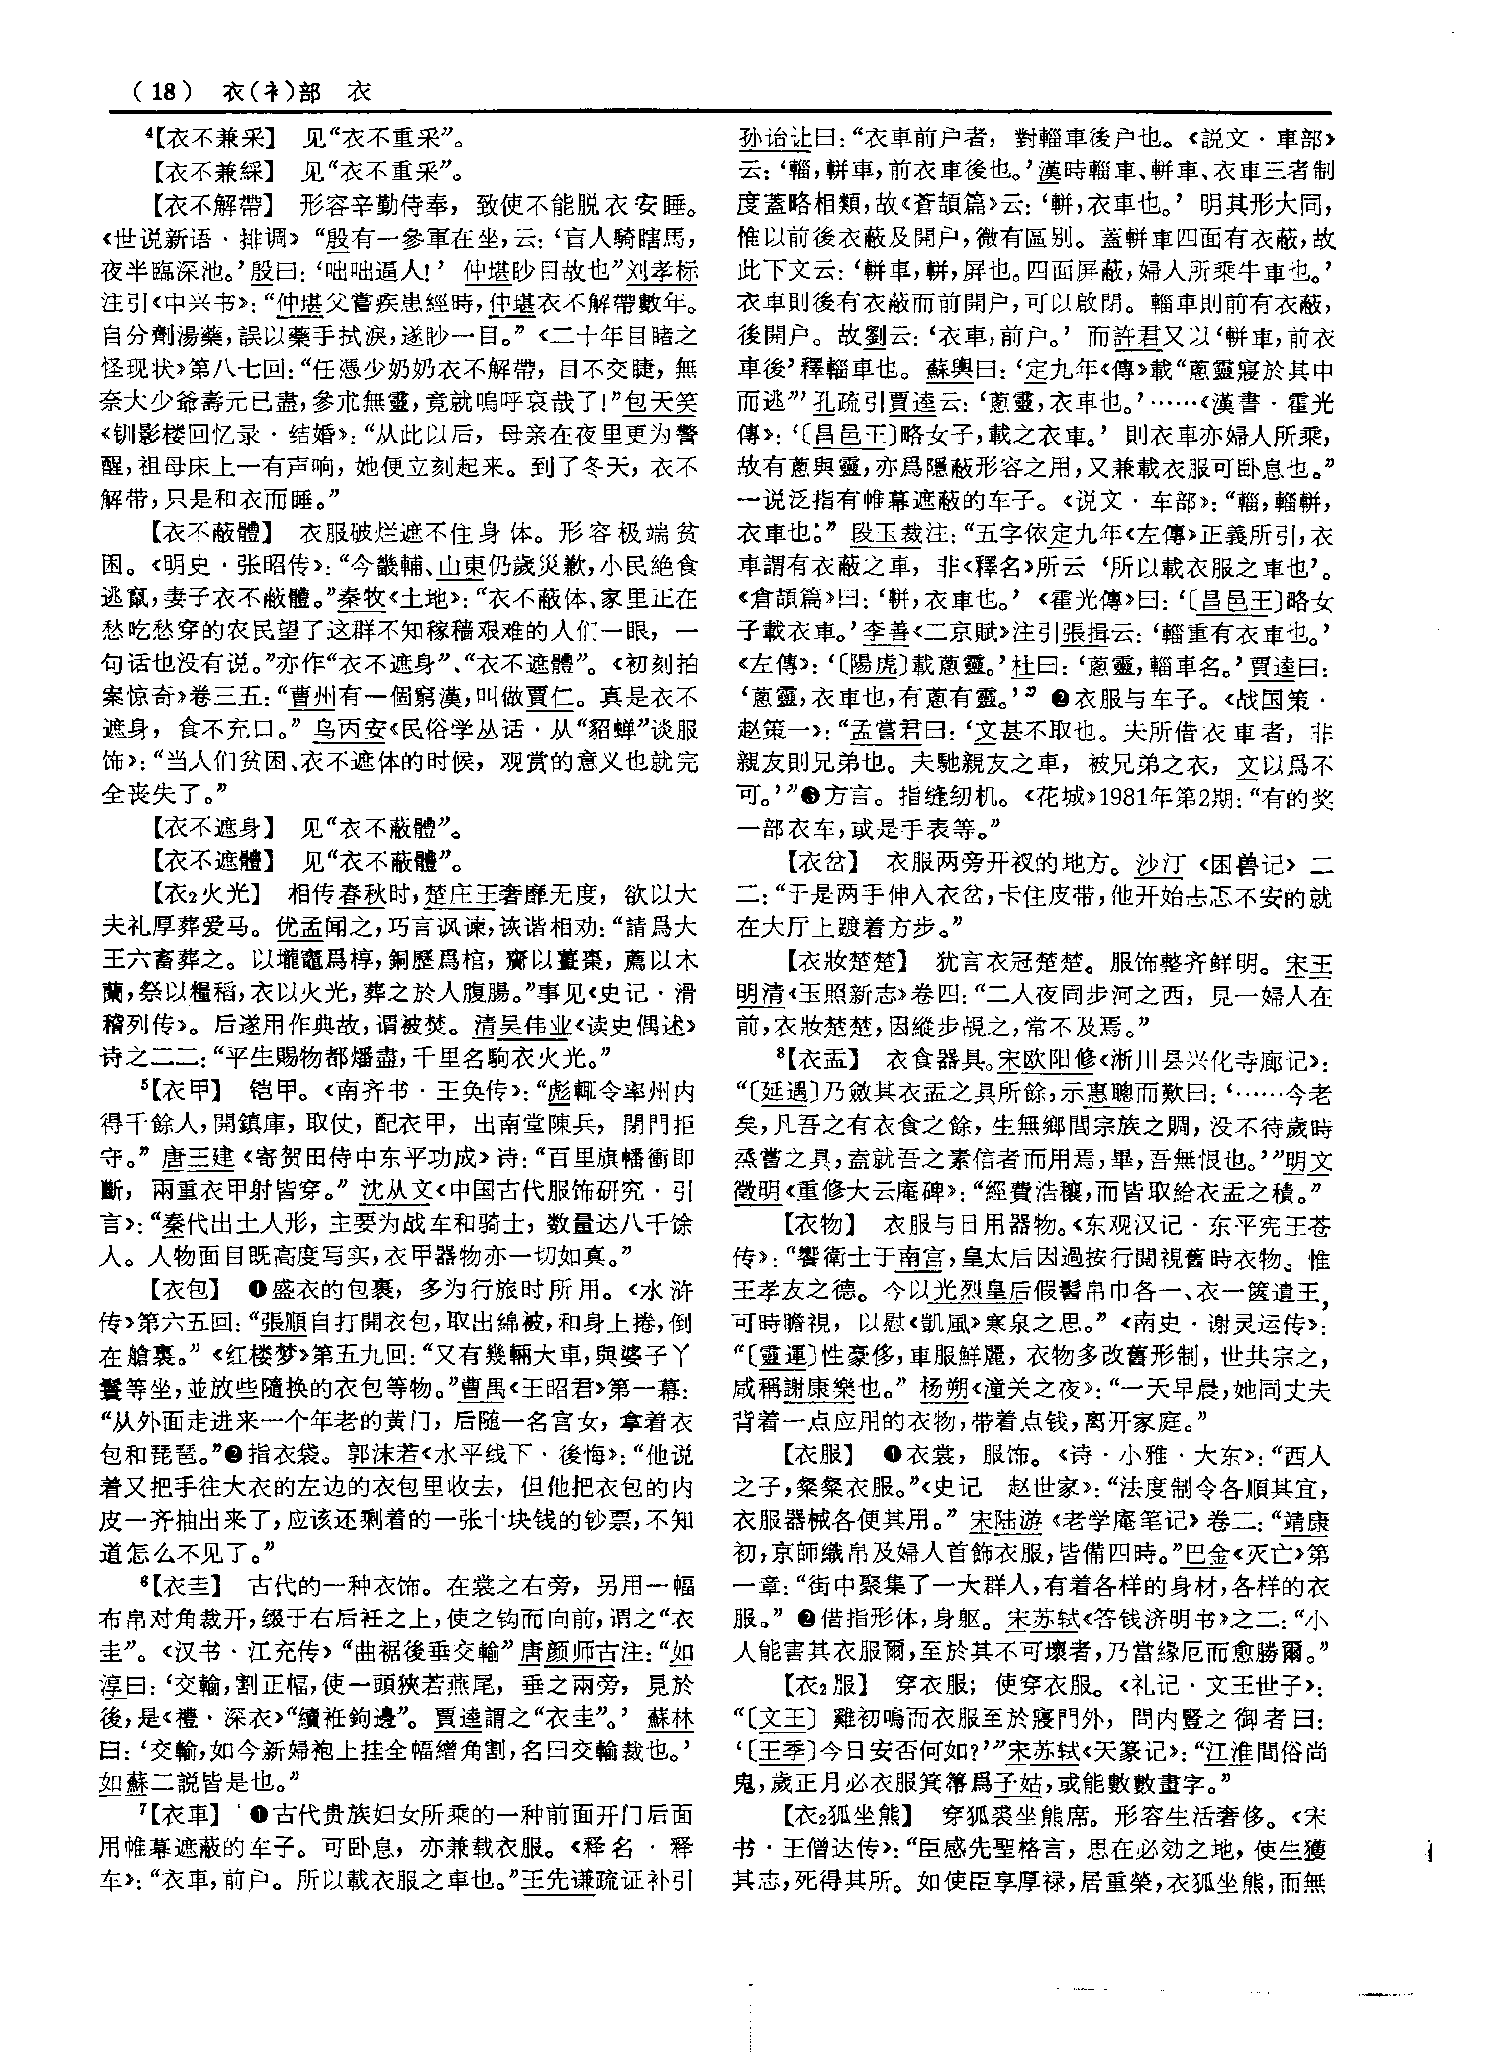 （18） 衣(衤)部 衣
⁴【衣不兼采】 见“衣不重采”。
【衣不兼綵】 见“衣不重采”。
【衣不解帶】 形容辛勤侍奉，致使不能脱衣安睡。
《世说新语·排调》“殷有一參軍在坐，云：‘盲人騎瞎馬，
夜半臨深池。’殷曰：‘咄咄逼人！’ 仲堪眇目故也”刘孝标
注引《中兴书》：“仲堪父嘗疾患經時，仲堪衣不解帶數年。
自分劑湯藥，誤以藥手拭淚，遂眇一目。”《二十年目睹之
怪现状》第八七回：“任憑少奶奶衣不解帶，目不交睫，無
奈大少爺壽元已盡，參朮無靈，竟就嗚呼哀哉了！”包天笑
《钏影楼回忆录·结婚》：“从此以后，母亲在夜里更为警
醒，祖母床上一有声响，她便立刻起来。到了冬天，衣不
解带，只是和衣而睡。”
【衣不蔽體】 衣服破烂遮不住身体。形容极端贫
困。《明史·张昭传》：“今畿輔、山東仍歲災歉，小民絶食
逃竄，妻子衣不蔽體。”秦牧《土地》：“衣不蔽体、家里正在
愁吃愁穿的农民望了这群不知稼穑艰难的人们一眼，一
句话也没有说。”亦作“衣不遮身”、“衣不遮體”。《初刻拍
案惊奇》卷三五：“曹州有一個窮漢，叫做賈仁。真是衣不
遮身，食不充口。” 乌丙安《民俗学丛话·从“貂蝉”谈服
饰》：“当人们贫困、衣不遮体的时候，观赏的意义也就完
全丧失了。”
【衣不遮身】 见“衣不蔽體”。
【衣不遮體】 见“衣不蔽體”。
【衣₂火光】 相传春秋时，楚庄王奢靡无度，欲以大
夫礼厚葬爱马。优孟闻之，巧言讽谏，诙谐相劝：“請爲大
王六畜葬之。以壠竈爲椁，銅歷爲棺，齎以薑棗，薦以木
蘭，祭以糧稻，衣以火光，葬之於人腹腸。”事见《史记·滑
稽列传》。后遂用作典故，谓被焚。清吴伟业《读史偶述》
诗之二二：“平生賜物都燔盡，千里名駒衣火光。”
⁵【衣甲】 铠甲。《南齐书·王奂传》：“彪輒令率州内
得千餘人，開鎮庫，取仗，配衣甲，出南堂陳兵，閉門拒
守。” 唐王建《寄贺田侍中东平功成》诗：“百里旗幡衝即
斷，兩重衣甲射皆穿。” 沈从文《中国古代服饰研究·引
言》：“秦代出土人形，主要为战车和骑士，数量达八千馀
人。人物面目既高度写实，衣甲器物亦一切如真。”
【衣包】 ❶盛衣的包裹，多为行旅时所用。《水浒
传》第六五回：“張順自打開衣包，取出綿被，和身上捲，倒
在艙裏。”《红楼梦》第五九回：“又有幾輛大車，與婆子丫
鬟等坐，並放些隨换的衣包等物。”曹禺《王昭君》第一幕：
“从外面走进来一个年老的黄门，后随一名宫女，拿着衣
包和琵琶。”❷指衣袋。郭沫若《水平线下·後悔》：“他说
着又把手往大衣的左边的衣包里收去，但他把衣包的内
皮一齐抽出来了，应该还剩着的一张十块钱的钞票，不知
道怎么不见了。”
⁶【衣圭】 古代的一种衣饰。在裳之右旁，另用一幅
布帛对角裁开，缀于右后衽之上，使之钩而向前，谓之“衣
圭”。《汉书·江充传》“曲裾後垂交輸”唐颜师古注：“如
淳曰：‘交輸，割正幅，使一頭狹若燕尾，垂之兩旁，見於
後，是《禮·深衣》“續衽鉤邊”。賈逵謂之“衣圭”。’ 蘇林
曰：‘交輸，如今新婦袍上挂全幅繒角割，名曰交輸裁也。’
如蘇二説皆是也。”
⁷【衣車】 ❶古代贵族妇女所乘的一种前面开门后面
用帷幕遮蔽的车子。可卧息，亦兼载衣服。《释名·释
车》：“衣車，前户。所以載衣服之車也。”王先谦疏证补引
孙诒让曰：“衣車前户者，對輜車後户也。《説文·車部》
云：‘輜，輧車，前衣車後也。’漢時輜車、輧車、衣車三者制
度蓋略相類，故《蒼頡篇》云：‘輧，衣車也。’ 明其形大同，
惟以前後衣蔽及開户，微有區别。蓋輧車四面有衣蔽，故
此下文云：‘輧車，輧，屏也。四面屏蔽，婦人所乘牛車也。’
衣車則後有衣蔽而前開户，可以啟閉。輜車則前有衣蔽，
後開户。故劉云：‘衣車，前户。’ 而許君又以‘輧車，前衣
車後’釋輜車也。蘇輿曰：‘定九年《傳》載“蔥靈寢於其中
而逃”’孔疏引賈逵云：‘蔥靈，衣車也。’……《漢書·霍光
傳》：‘〔昌邑王〕略女子，載之衣車。’ 則衣車亦婦人所乘，
故有蔥與靈，亦爲隱蔽形容之用，又兼載衣服可卧息也。”
一说泛指有帷幕遮蔽的车子。《说文·车部》：“輜，輜輧，
衣車也。” 段玉裁注：“五字依定九年《左傳》正義所引，衣
車謂有衣蔽之車，非《釋名》所云‘所以載衣服之車也’。
《倉頡篇》曰：‘輧，衣車也。’《霍光傳》曰：‘〔昌邑王〕略女
子載衣車。’李善《二京賦》注引張揖云：‘輜重有衣車也。’
《左傳》：‘〔陽虎〕載蔥靈。’杜曰：‘蔥靈，輜車名。’賈逵曰：
‘蔥靈，衣車也，有蔥有靈。’” ❷衣服与车子。《战国策·
赵策一》：“孟嘗君曰：‘文甚不取也。夫所借衣車者，非
親友則兄弟也。夫馳親友之車，被兄弟之衣，文以爲不
可。’”❸方言。指缝纫机。《花城》1981年第2期：“有的奖
一部衣车，或是手表等。”
【衣岔】 衣服两旁开衩的地方。沙汀《困兽记》二
二：“于是两手伸入衣岔，卡住皮带，他开始忐忑不安的就
在大厅上踱着方步。”
【衣妝楚楚】 犹言衣冠楚楚。服饰整齐鲜明。宋王
明清《玉照新志》卷四：“二人夜同步河之西，見一婦人在
前，衣妝楚楚，因縱步覘之，常不及焉。”
⁸【衣盂】 衣食器具。宋欧阳修《淅川县兴化寺廊记》：
“〔延遇〕乃斂其衣盂之具所餘，示惠聰而歎曰：‘……今老
矣，凡吾之有衣食之餘，生無鄉閭宗族之賙，没不待歲時
烝嘗之具，盍就吾之素信者而用焉，畢，吾無恨也。’”明文
徵明《重修大云庵碑》：“經費浩穰，而皆取給衣盂之積。”
【衣物】 衣服与日用器物。《东观汉记·东平宪王苍
传》：“饗衛士于南宫，皇太后因過按行閲視舊時衣物。惟
王孝友之德。今以光烈皇后假髻帛巾各一、衣一篋遺王，
可時瞻視，以慰《凱風》寒泉之思。”《南史·谢灵运传》：
“〔靈運〕性豪侈，車服鮮麗，衣物多改舊形制，世共宗之，
咸稱謝康樂也。” 杨朔《潼关之夜》：“一天早晨，她同丈夫
背着一点应用的衣物，带着点钱，离开家庭。”
【衣服】 ❶衣裳，服饰。《诗·小雅·大东》：“西人
之子，粲粲衣服。”《史记 赵世家》：“法度制令各順其宜，
衣服器械各便其用。” 宋陆游《老学庵笔记》卷二：“靖康
初，京師織帛及婦人首飾衣服，皆備四時。”巴金《灭亡》第
一章：“街中聚集了一大群人，有着各样的身材，各样的衣
服。” ❷借指形体，身躯。宋苏轼《答钱济明书》之二：“小
人能害其衣服爾，至於其不可壞者，乃當緣厄而愈勝爾。”
【衣₂服】 穿衣服；使穿衣服。《礼记·文王世子》：
“〔文王〕 雞初鳴而衣服至於寢門外，問内豎之御者曰：
‘〔王季〕今日安否何如？’”宋苏轼《天篆记》：“江淮間俗尚
鬼，歲正月必衣服箕箒爲子姑，或能數數畫字。”
【衣₂狐坐熊】 穿狐裘坐熊席。形容生活奢侈。《宋
书·王僧达传》：“臣感先聖格言，思在必効之地，使生獲
其志，死得其所。如使臣享厚禄，居重榮，衣狐坐熊，而無